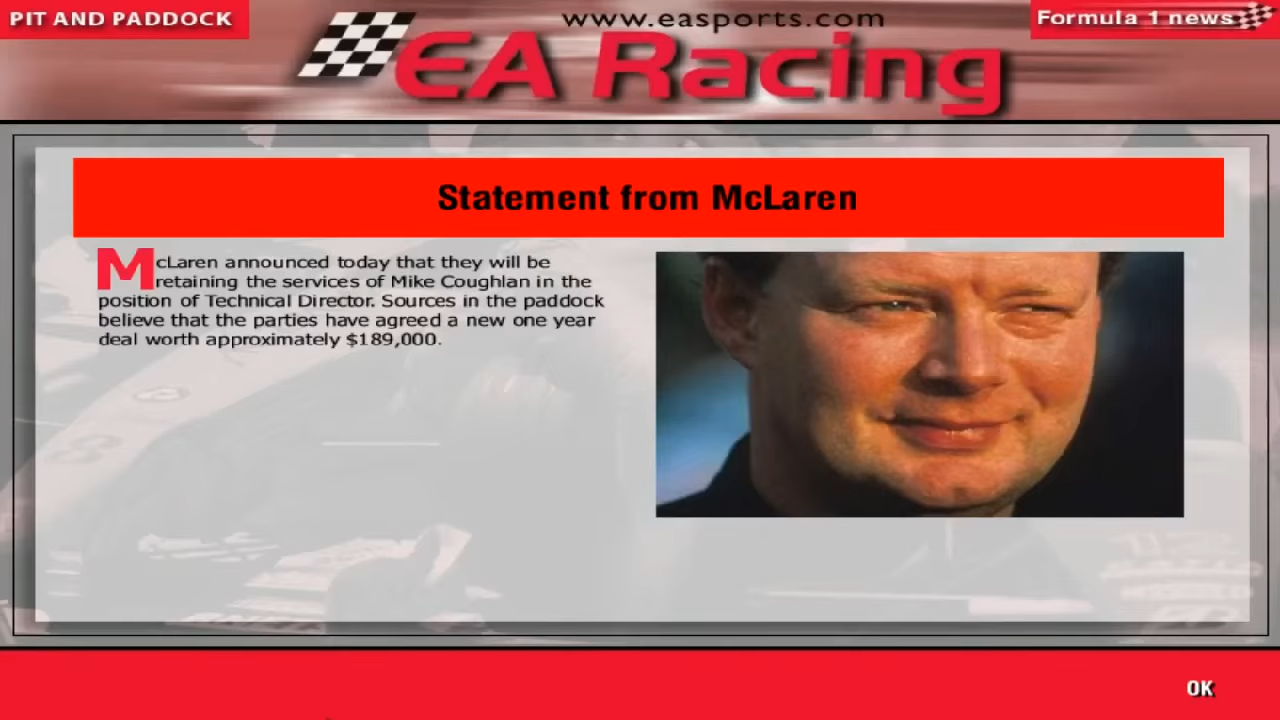 PIT AND PADDOCK
www.easports.com
Formula 1 news
EA Racing
Statement from McLaren
McLaren announced today that they will be
retaining the services of Mike Coughlan in the
position of Technical Director. Sources in the paddock
believe that the parties have agreed a new one year
deal worth approximately $189,000.
OK